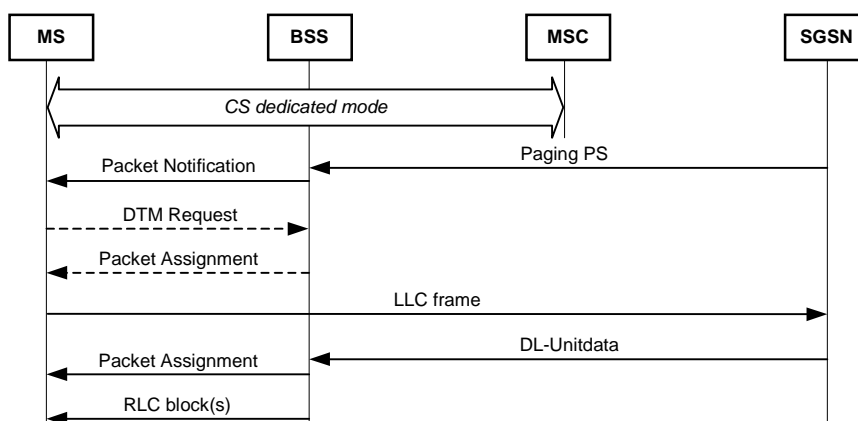 MS BSS MSC SGSN
CS dedicated mode
Paging PS
Packet Notification
DTM Request
Packet Assignment
LLC frame
DL-Unitdata
Packet Assignment
RLC block(s)